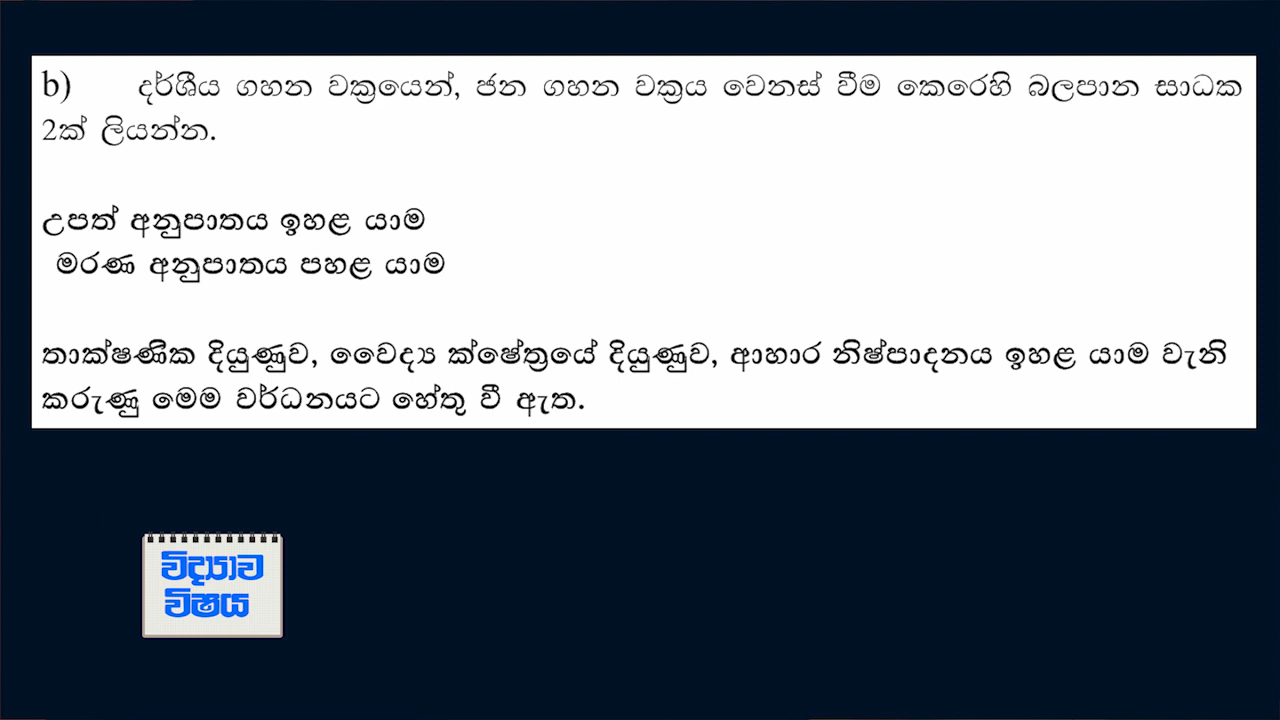 b) දර්ශීය ගහන වක්‍රයෙන්, ජන ගහන වක්‍රය වෙනස් වීම කෙරෙහි බලපාන සාධක
2ක් ලියන්න.
උපත් අනුපාතය ඉහළ යාම
මරණ අනුපාතය පහළ යාම
තාක්ෂණික දියුණුව, වෛද්‍ය ක්ෂේත්‍රයේ දියුණුව, ආහාර නිෂ්පාදනය ඉහළ යාම වැනි
කරුණු මෙම වර්ධනයට හේතු වී ඇත.
විද්‍යාව
විෂය